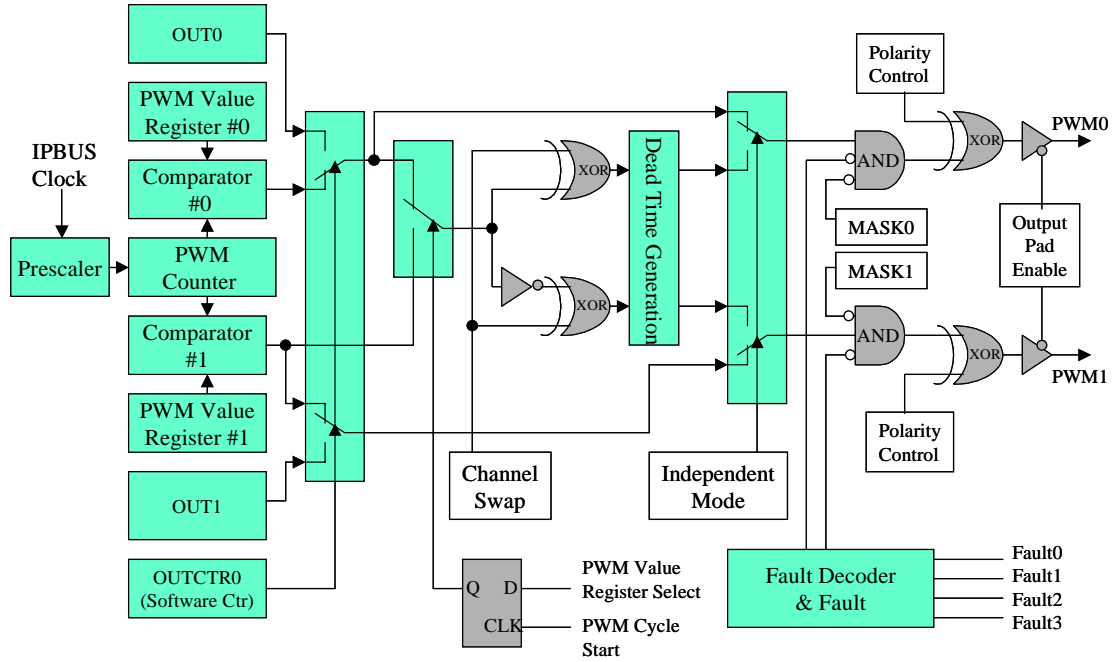 OUT0
PWM Value
Register #0
IPBUS
Clock
Comparator
#0
Prescaler
PWM
Counter
Comparator
#1
PWM Value
Register #1
OUT1
OUTCTR0
(Software Ctr)
XOR
XOR
Dead Time Generation
Channel
Swap
Independent
Mode
Q
D
CLK
PWM Value
Register Select
PWM Cycle
Start
Polarity
Control
AND
XOR
PWM0
MASK0
MASK1
Output
Pad
Enable
AND
XOR
PWM1
Polarity
Control
Fault Decoder
& Fault
Fault0
Fault1
Fault2
Fault3